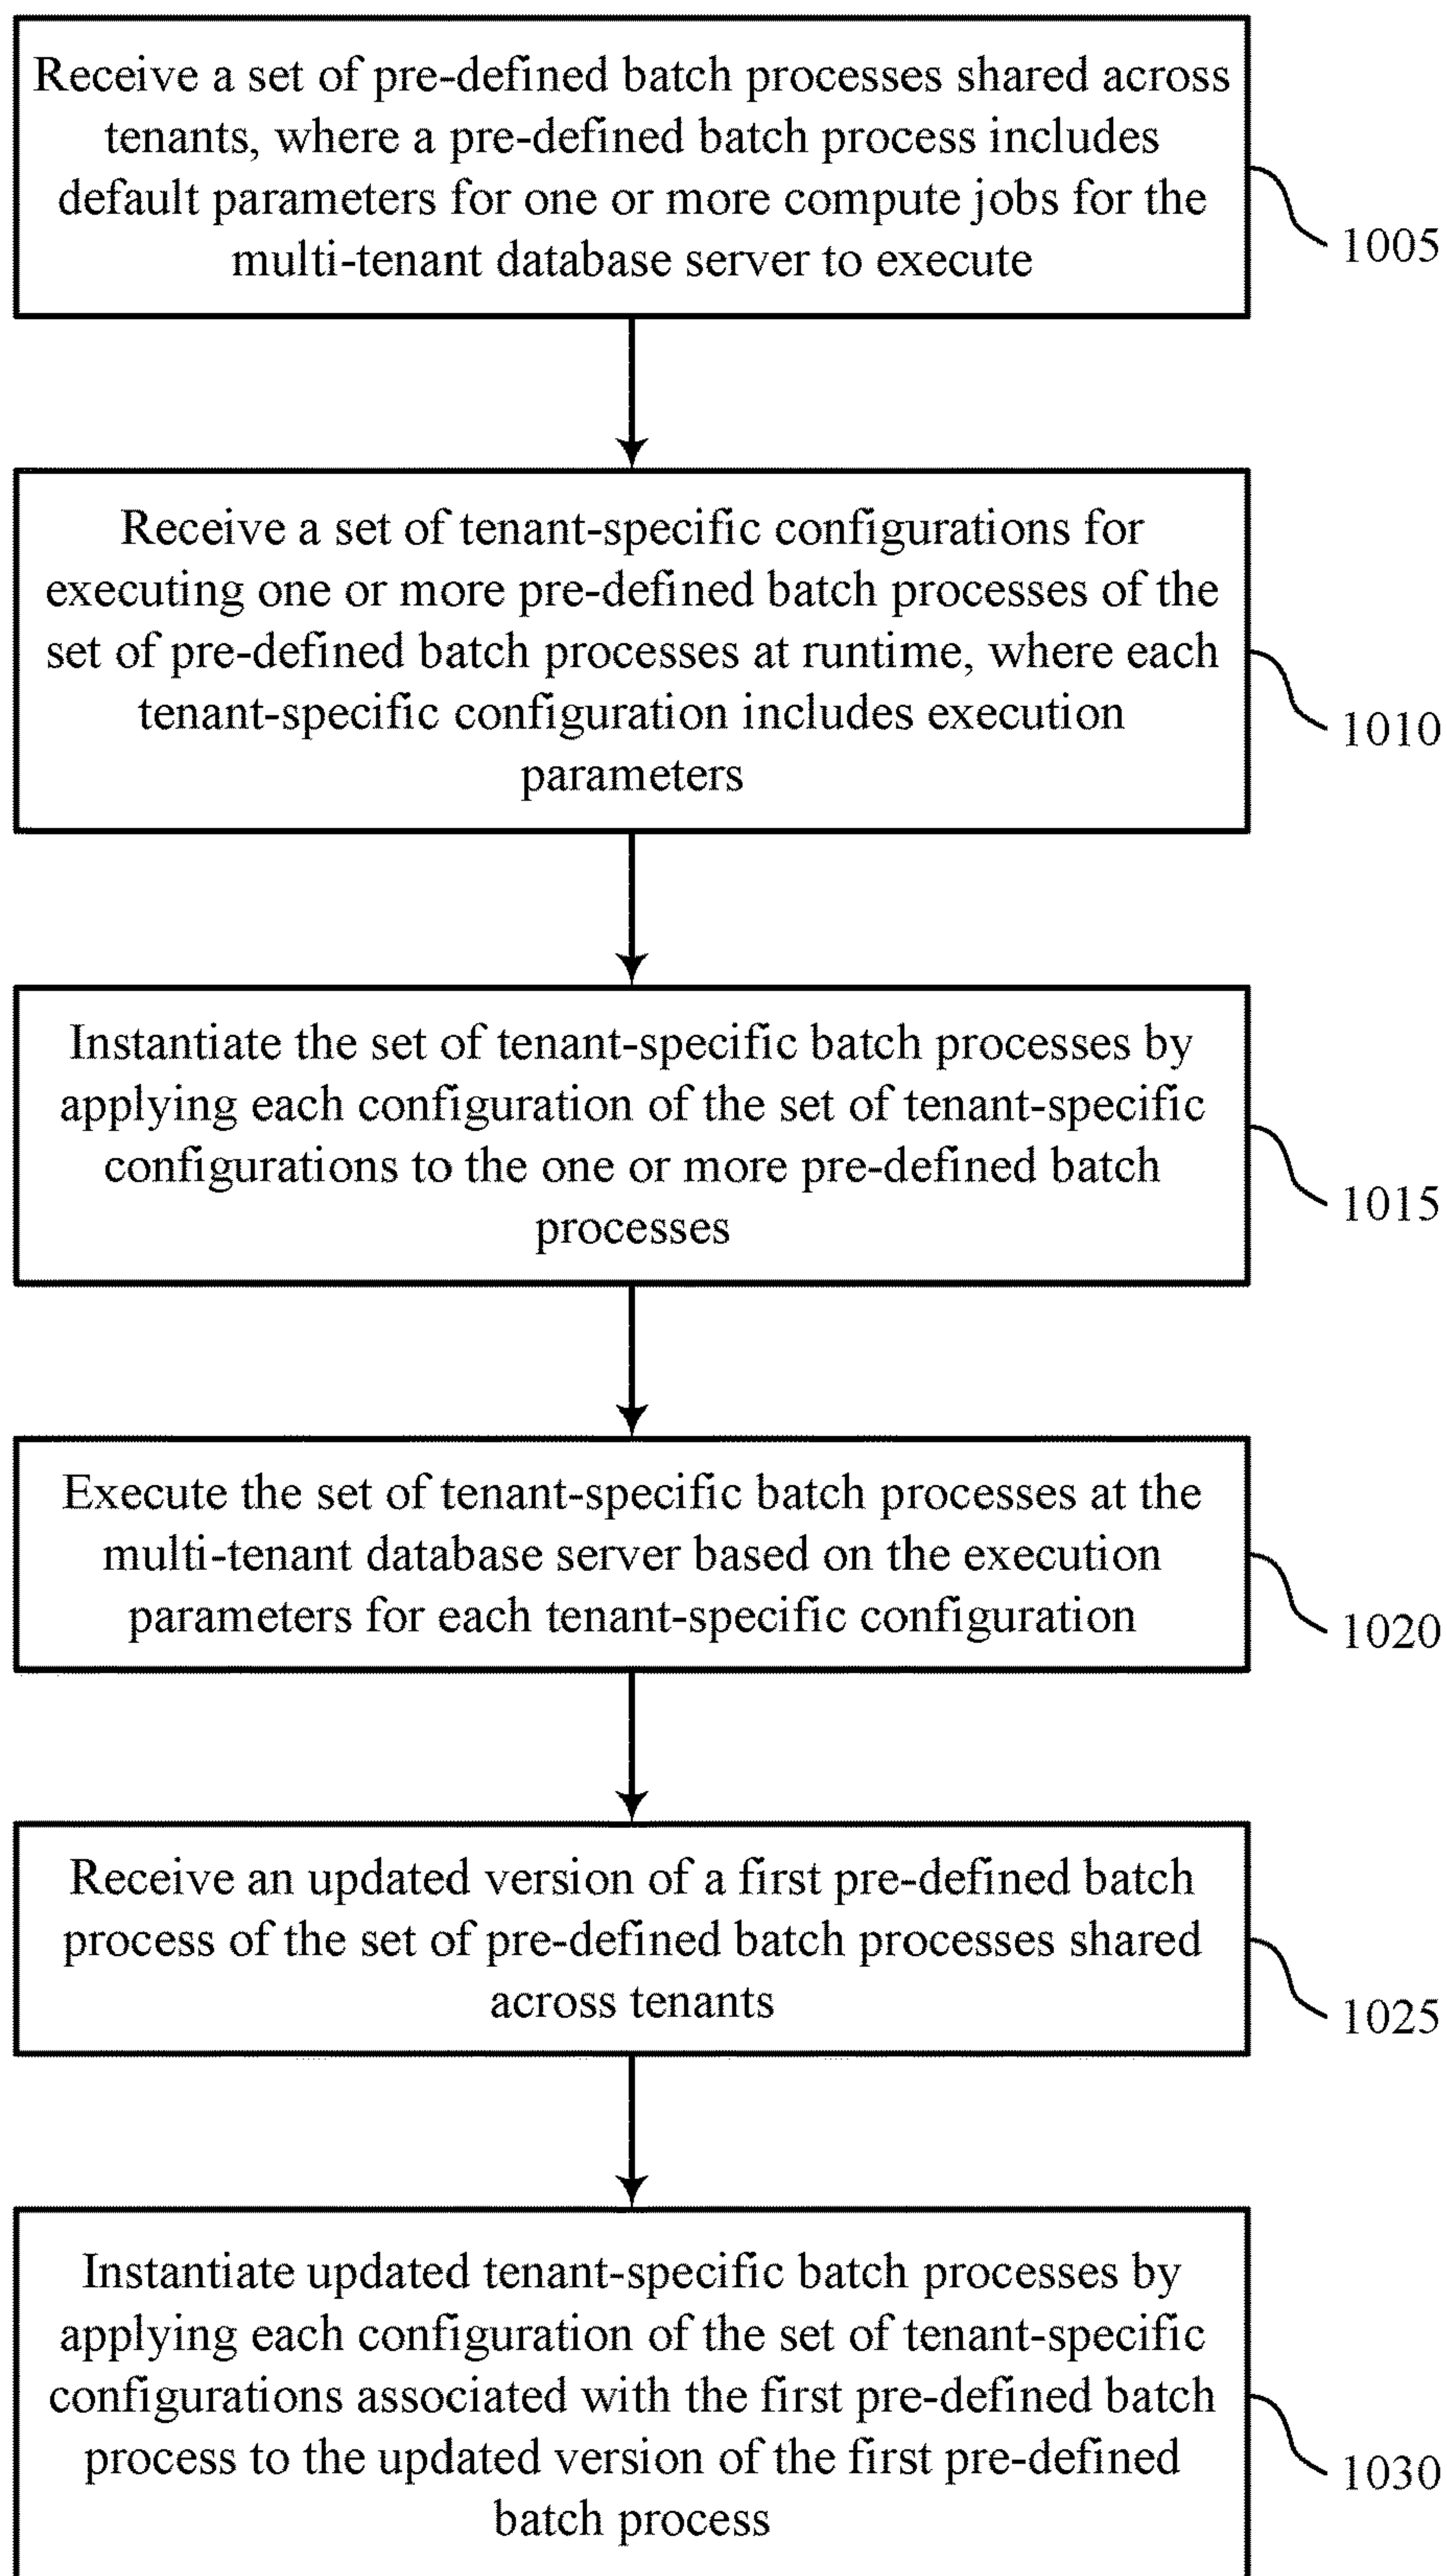 Receive a set of pre-defined batch processes shared across
tenants, where a pre-defined batch process includes
default parameters for one or more compute jobs for the
multi-tenant database server to execute
1005
Receive a set of tenant-specific configurations for
executing one or more pre-defined batch processes of the
set of pre-defined batch processes at runtime, where each
tenant-specific configuration includes execution
parameters
1010
Instantiate the set of tenant-specific batch processes by
applying each configuration of the set of tenant-specific
configurations to the one or more pre-defined batch
processes
1015
Execute the set of tenant-specific batch processes at the
multi-tenant database server based on the execution
parameters for each tenant-specific configuration
1020
Receive an updated version of a first pre-defined batch
process of the set of pre-defined batch processes shared
across tenants
1025
Instantiate updated tenant-specific batch processes by
applying each configuration of the set of tenant-specific
configurations associated with the first pre-defined batch
process to the updated version of the first pre-defined
batch process
1030